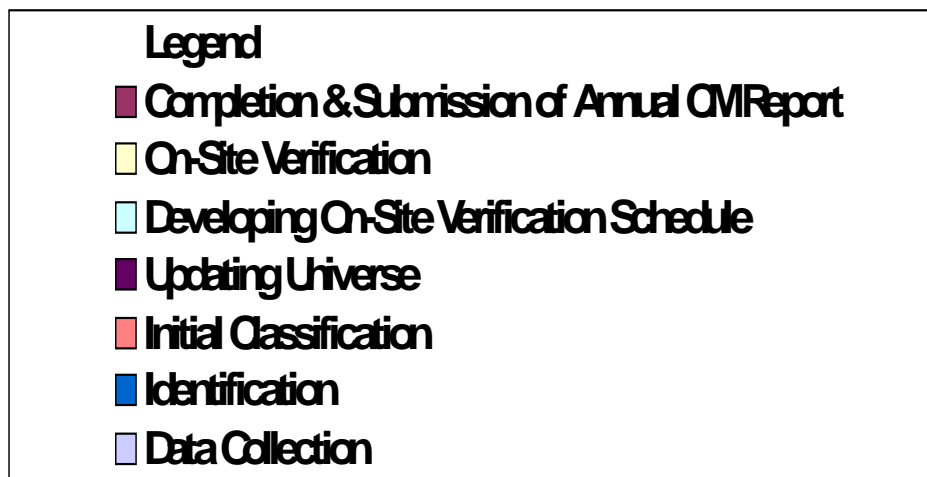 Legend
Completion & Submission of Annual CM Report
On-Site Verification
Developing On-Site Verification Schedule
Updating Universe
Initial Classification
Identification
Data Collection